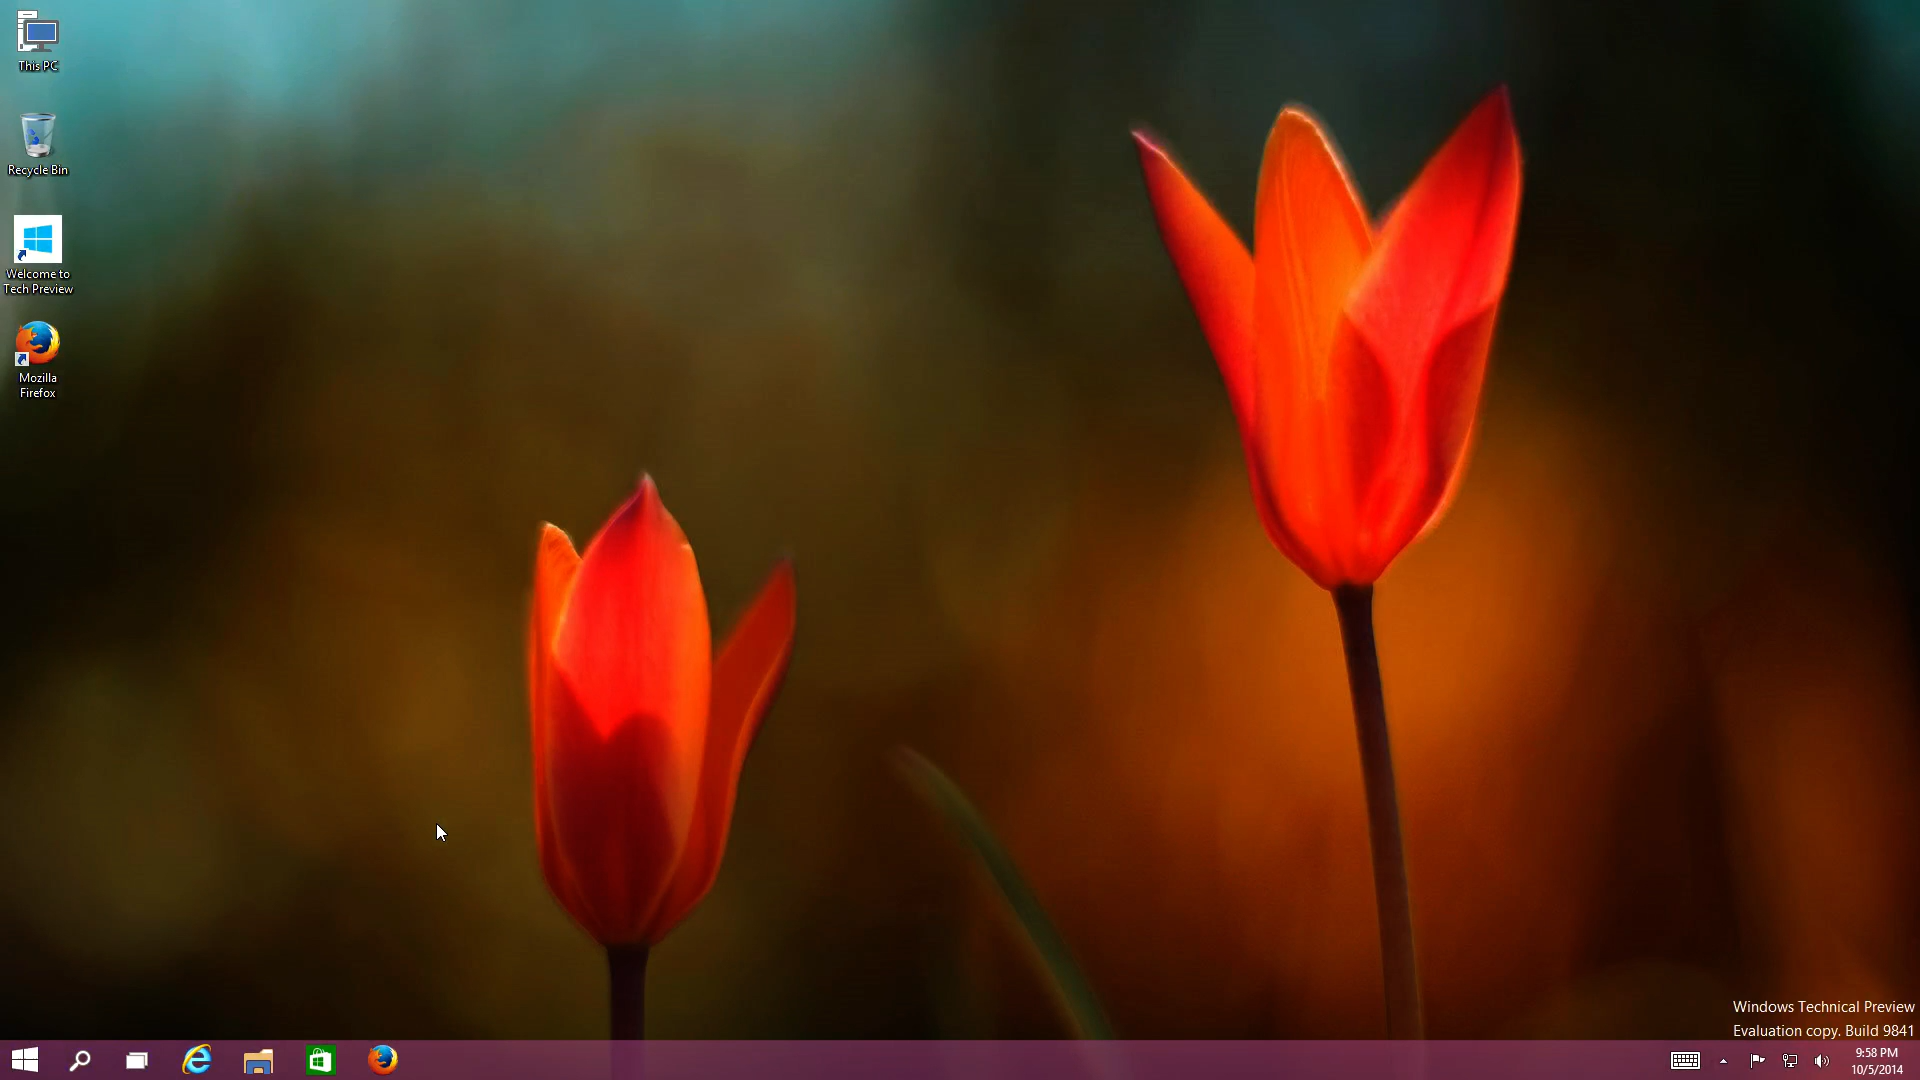 This PC
Recycle Bin
Welcome to
Tech Preview
Mozilla
Firefox
Windows Technical Preview
Evaluation copy. Build 9841
9:58 PM
10/5/2014